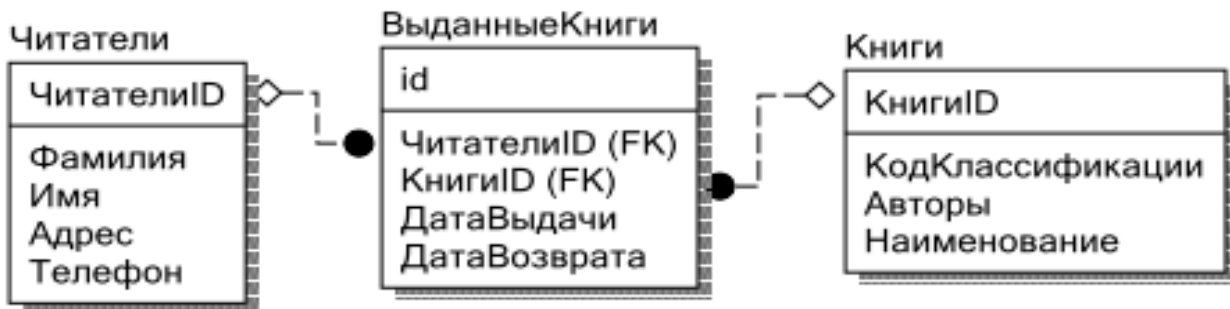 Читатели
ЧитателиID
Фамилия
Имя
Адрес
Телефон
ВыданныеКниги
id
ЧитателиID (FK)
КнигиID (FK)
ДатаВыдачи
ДатаВозврата
Книги
КнигиID
КодКлассификации
Авторы
Наименование